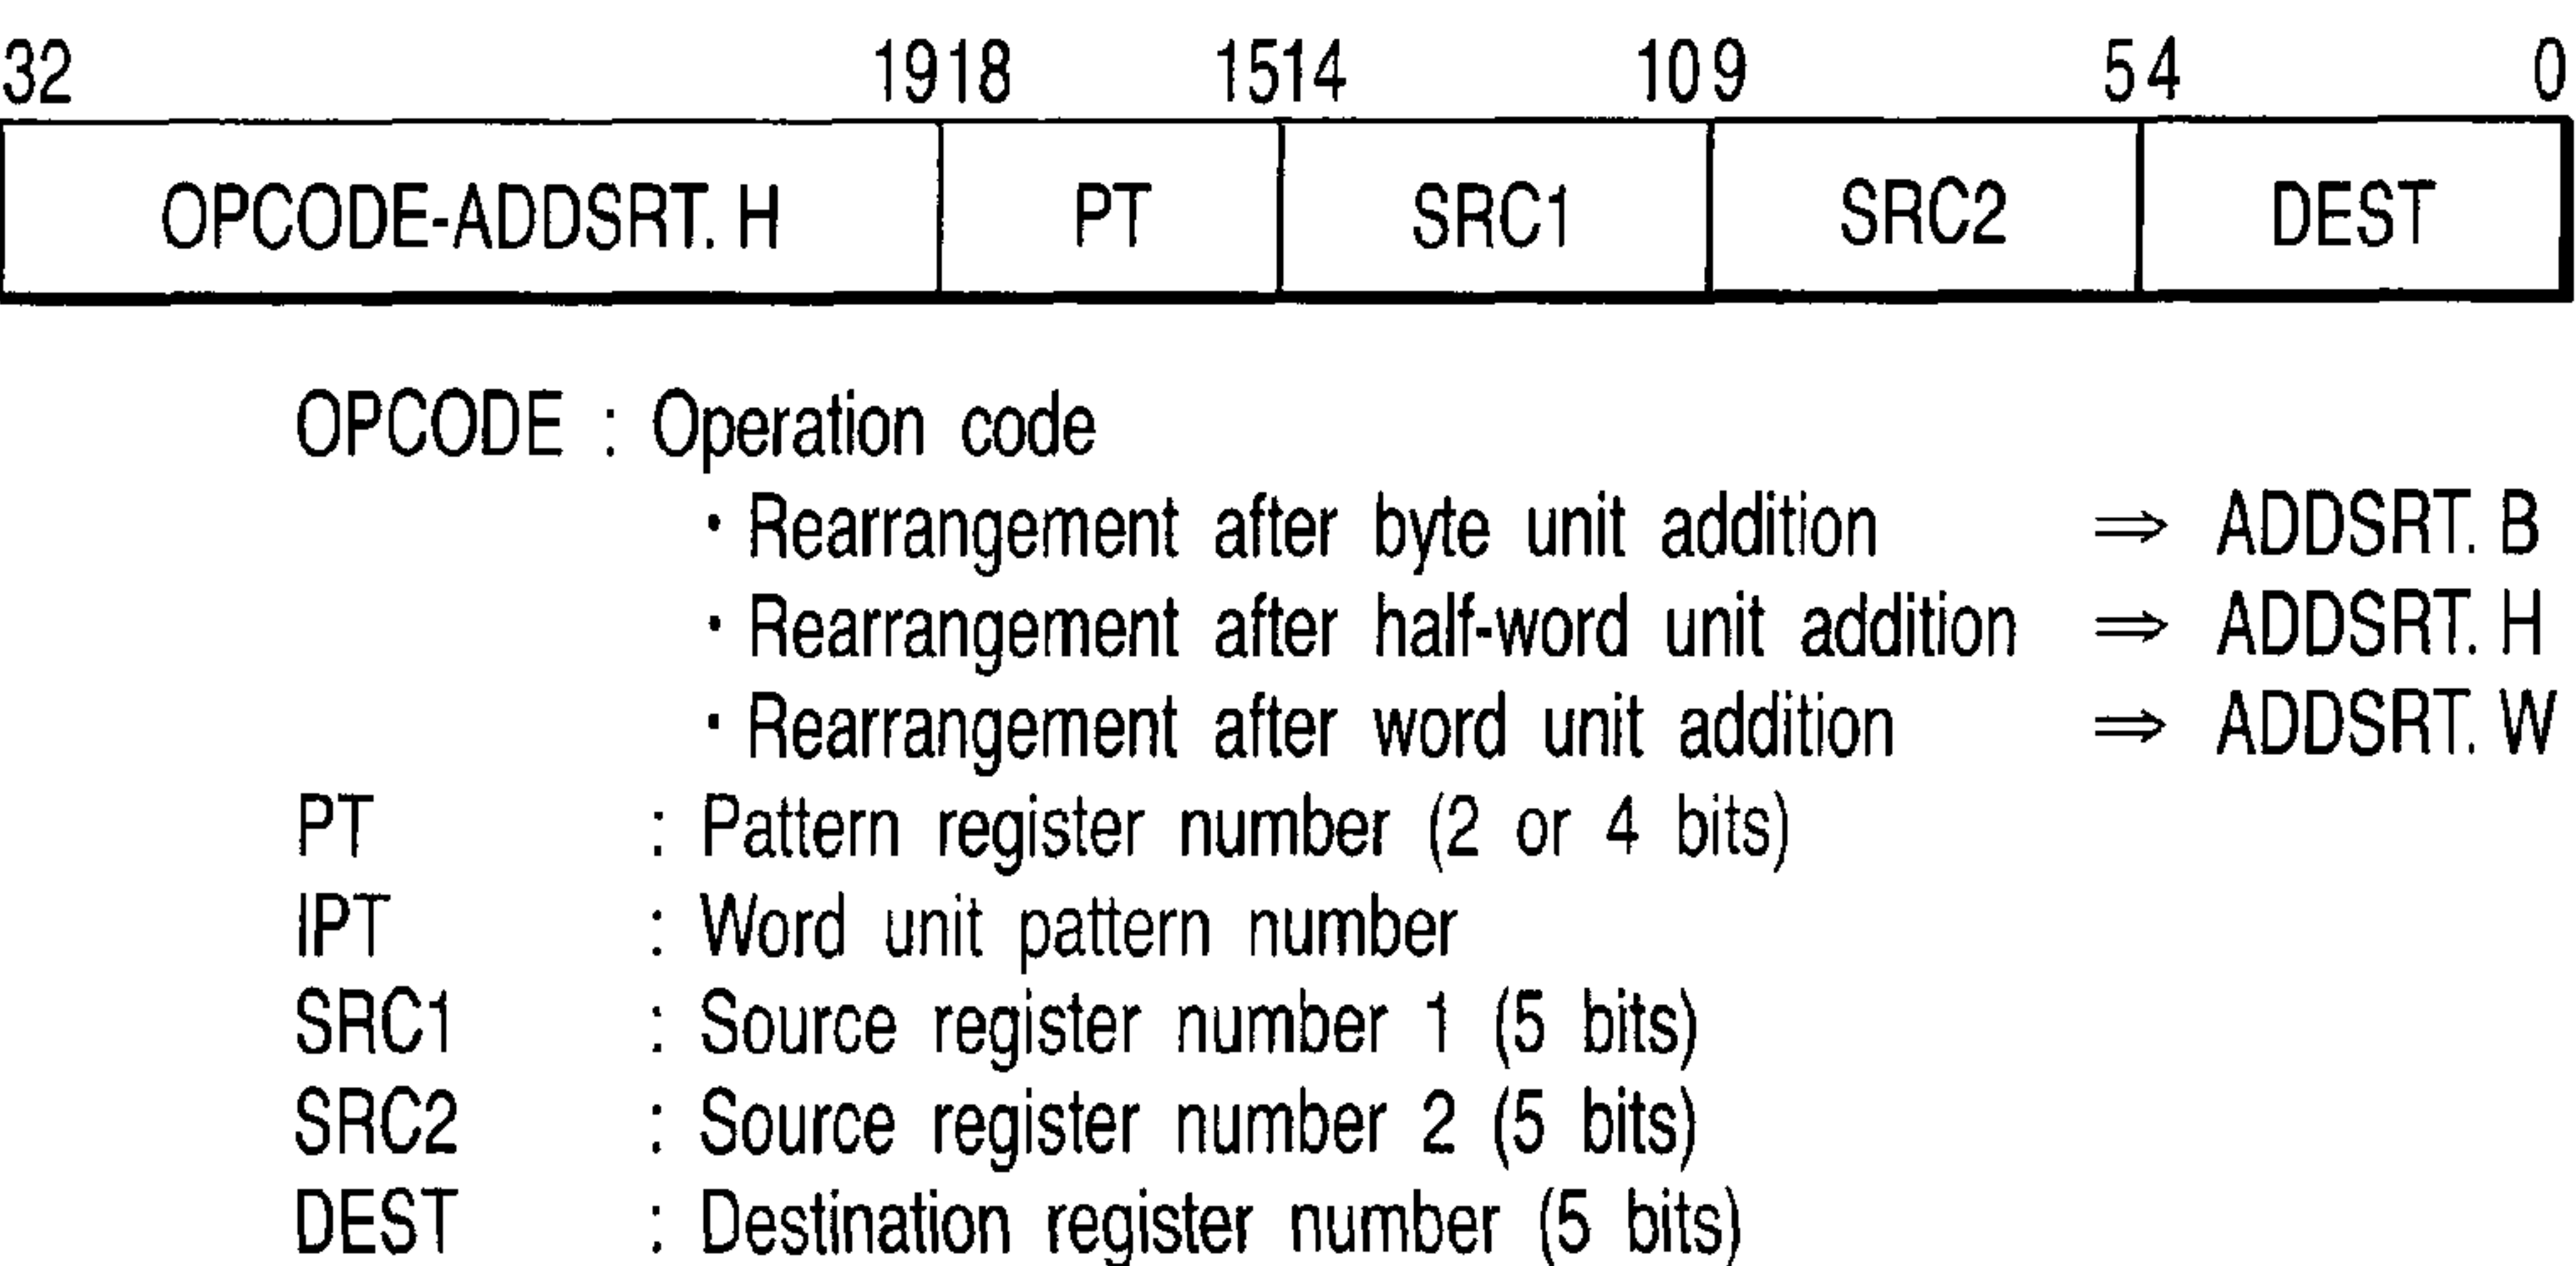 32 1918 1514 109 54 0
OPCODE-ADDSRT. H PT SRC1 SRC2 DEST
OPCODE : Operation code
・Rearrangement after byte unit addition ⇒ ADDSRT. B
・Rearrangement after half-word unit addition ⇒ ADDSRT. H
・Rearrangement after word unit addition ⇒ ADDSRT. W
PT : Pattern register number (2 or 4 bits)
IPT : Word unit pattern number
SRC1 : Source register number 1 (5 bits)
SRC2 : Source register number 2 (5 bits)
DEST : Destination register number (5 bits)